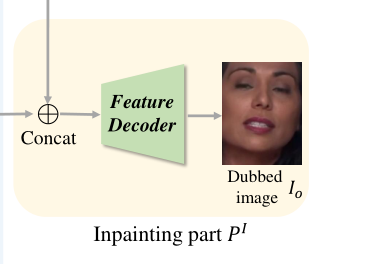 Feature
Decoder
Concat
Dubbed
image I_o
Inpainting part P^I